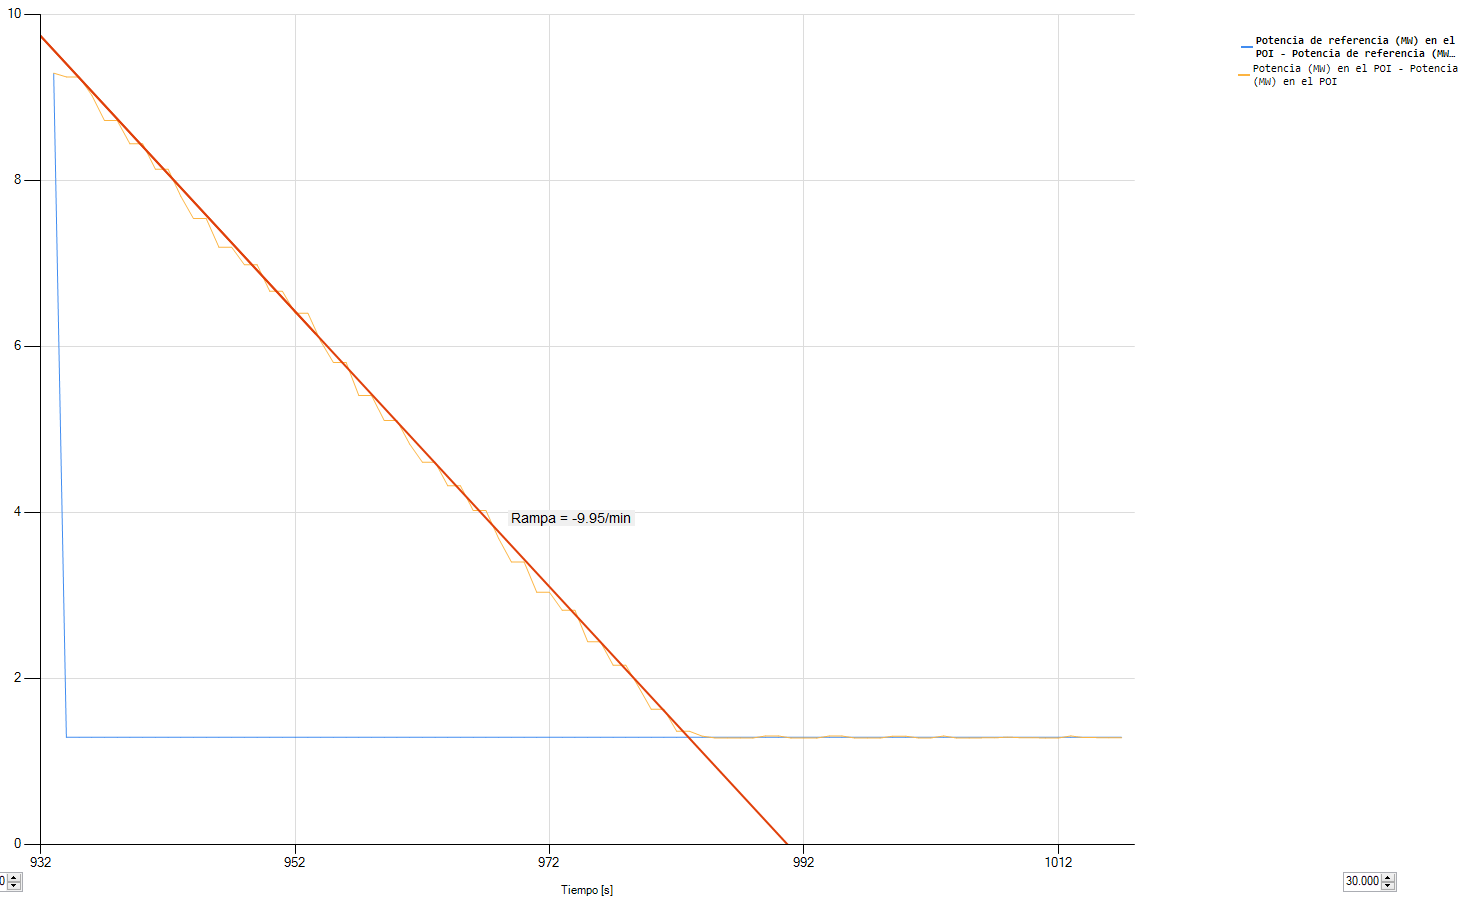 10
Potencia de referencia (MW) en el
POI - Potencia de referencia (MW…
Potencia (MW) en el POI - Potencia
(MW) en el POI
8
6
4
Rampa = -9.95/min
2
0
932
952
972
992
1012
0
Tiempo [s]
30.000